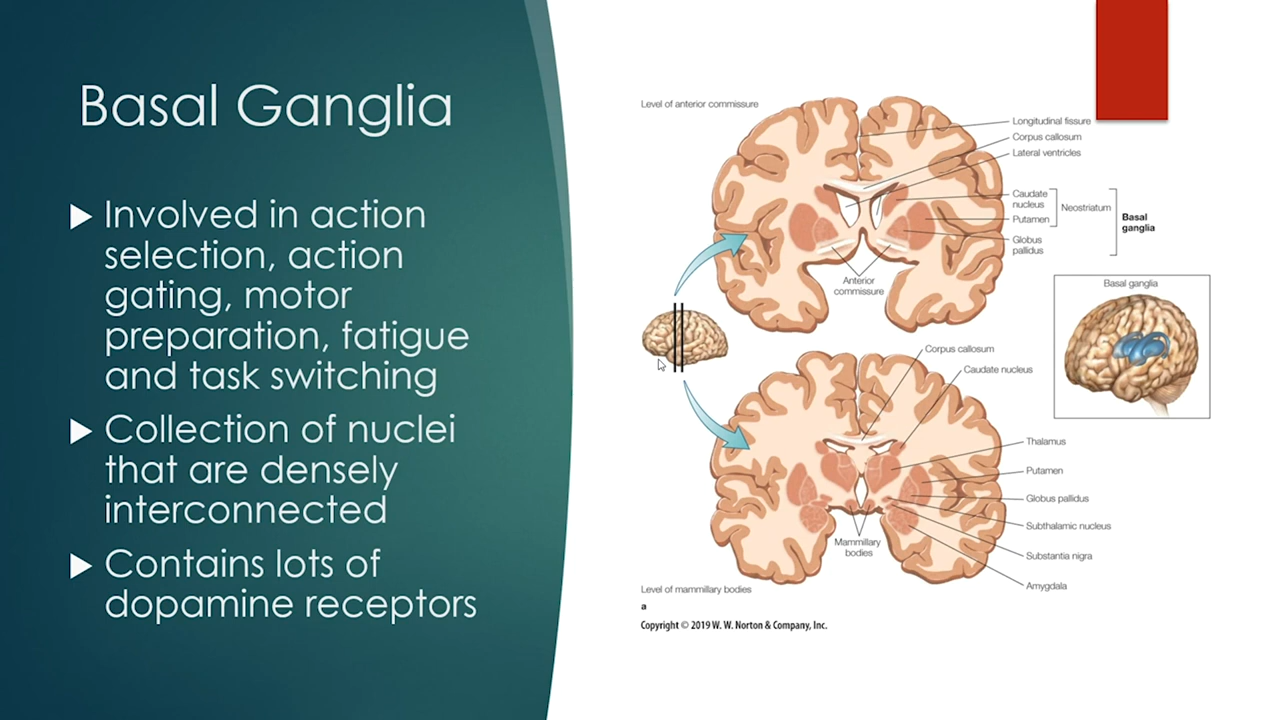 Basal Ganglia
Involved in action
selection, action
gating, motor
preparation, fatigue
and task switching
Collection of nuclei
that are densely
interconnected
Contains lots of
dopamine receptors
Level of anterior commissure
Longitudinal fissure
Corpus callosum
Lateral ventricles
Caudate
nucleus
Putamen
Neostriatum
Globus
pallidus
Basal
ganglia
Anterior
commissure
Basal ganglia
Corpus callosum
Caudate nucleus
Thalamus
Putamen
Globus pallidus
Subthalamic nucleus
Substantia nigra
Amygdala
Mammillary
bodies
Level of mammillary bodies
a
Copyright © 2019 W. W. Norton & Company, Inc.